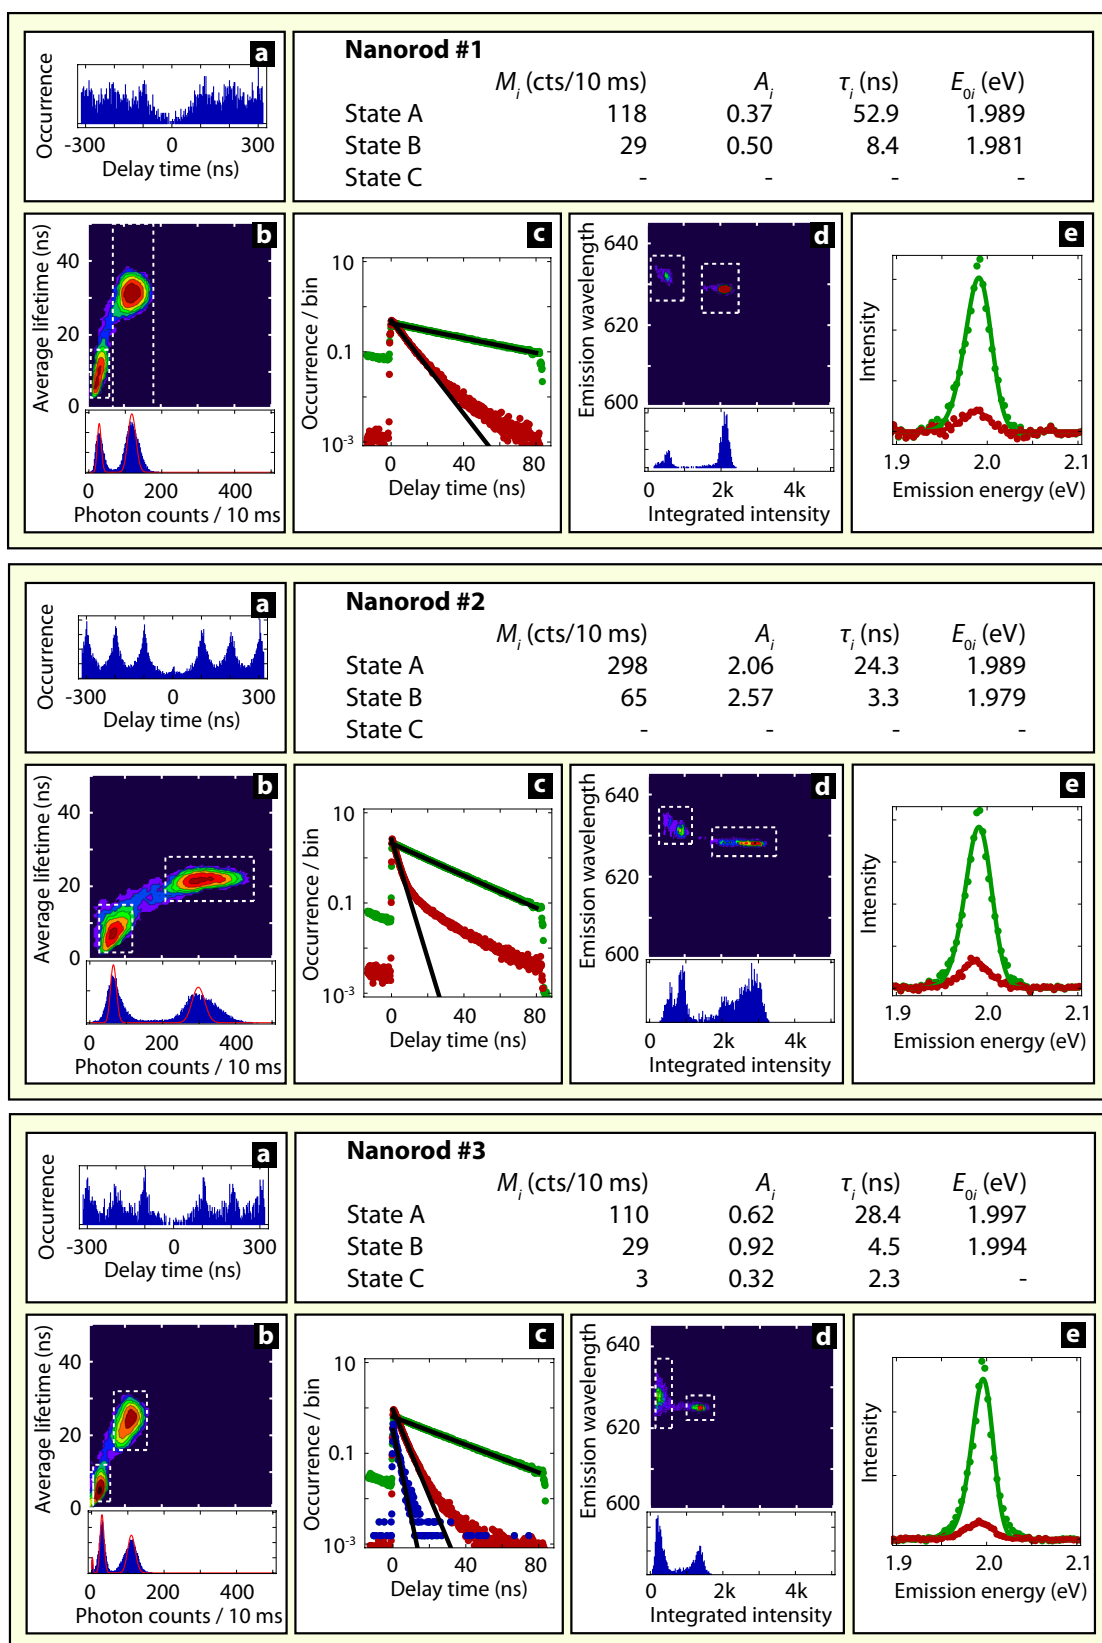 a
Occurrence
-300 0 300
Delay time (ns)
Nanorod #1
M_i (cts/10 ms) A_i τ_i (ns) E_0i (eV)
State A 118 0.37 52.9 1.989
State B 29 0.50 8.4 1.981
State C - - - -
b
Average lifetime (ns)
40
20
0
0 200 400
Photon counts / 10 ms
c
Occurrence / bin
10
0.1
10⁻³
0 40 80
Delay time (ns)
d
Emission wavelength
640
620
600
0 2k 4k
Integrated intensity
e
Intensity
1.9 2.0 2.1
Emission energy (eV)
a
Occurrence
-300 0 300
Delay time (ns)
Nanorod #2
M_i (cts/10 ms) A_i τ_i (ns) E_0i (eV)
State A 298 2.06 24.3 1.989
State B 65 2.57 3.3 1.979
State C - - - -
b
Average lifetime (ns)
40
20
0
0 200 400
Photon counts / 10 ms
c
Occurrence / bin
10
0.1
10⁻³
0 40 80
Delay time (ns)
d
Emission wavelength
640
620
600
0 2k 4k
Integrated intensity
e
Intensity
1.9 2.0 2.1
Emission energy (eV)
a
Occurrence
-300 0 300
Delay time (ns)
Nanorod #3
M_i (cts/10 ms) A_i τ_i (ns) E_0i (eV)
State A 110 0.62 28.4 1.997
State B 29 0.92 4.5 1.994
State C 3 0.32 2.3 -
b
Average lifetime (ns)
40
20
0
0 200 400
Photon counts / 10 ms
c
Occurrence / bin
10
0.1
10⁻³
0 40 80
Delay time (ns)
d
Emission wavelength
640
620
600
0 2k 4k
Integrated intensity
e
Intensity
1.9 2.0 2.1
Emission energy (eV)